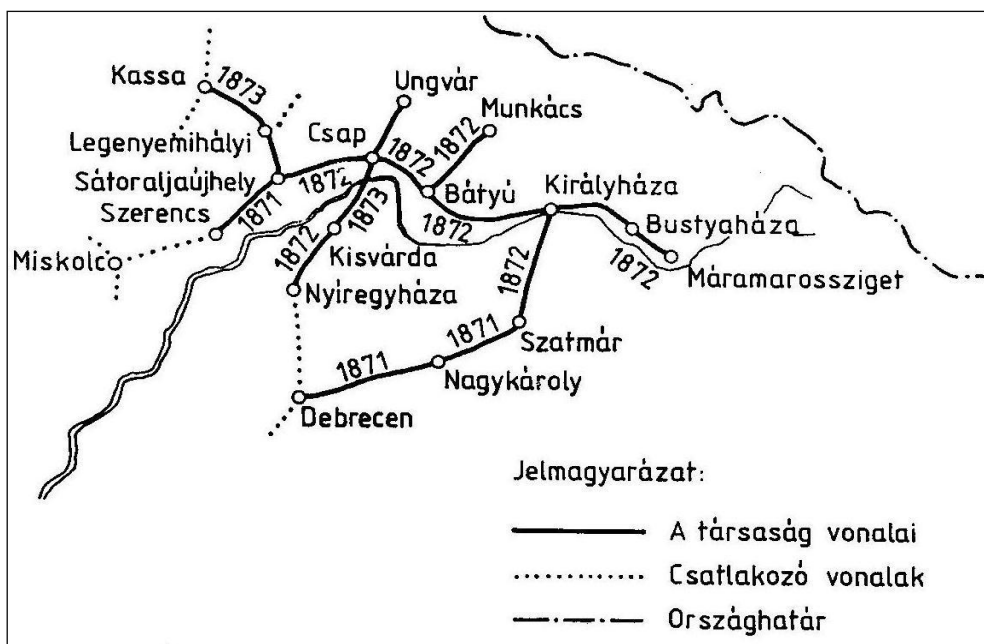 Kassa
1873
Ungvár
Munkács
Legenyemihályi
Csap
1872
1872
Sátoraljaújhely
1872
Bátyú
Királyháza
Szerencs
1871
1873
1872
Bustyaháza
Miskolc
1872
Kisvárda
1872
1872
Máramarossziget
Nyíregyháza
1871
Szatmár
1871
Nagykároly
Debrecen
Jelmagyarázat:
A társaság vonalai
Csatlakozó vonalak
Országhatár